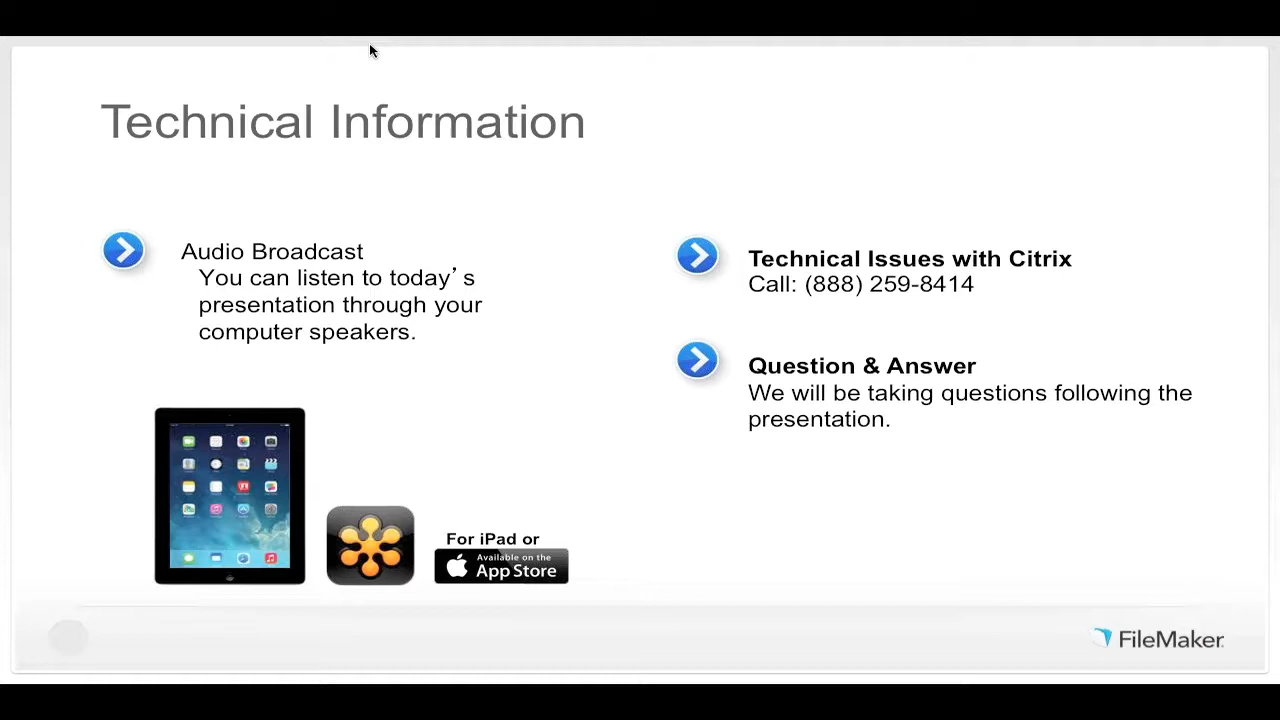 Technical Information
Audio Broadcast
You can listen to today’s
presentation through your
computer speakers.
Technical Issues with Citrix
Call: (888) 259-8414
Question & Answer
We will be taking questions following the
presentation.
For iPad or
Available on the
App Store
FileMaker